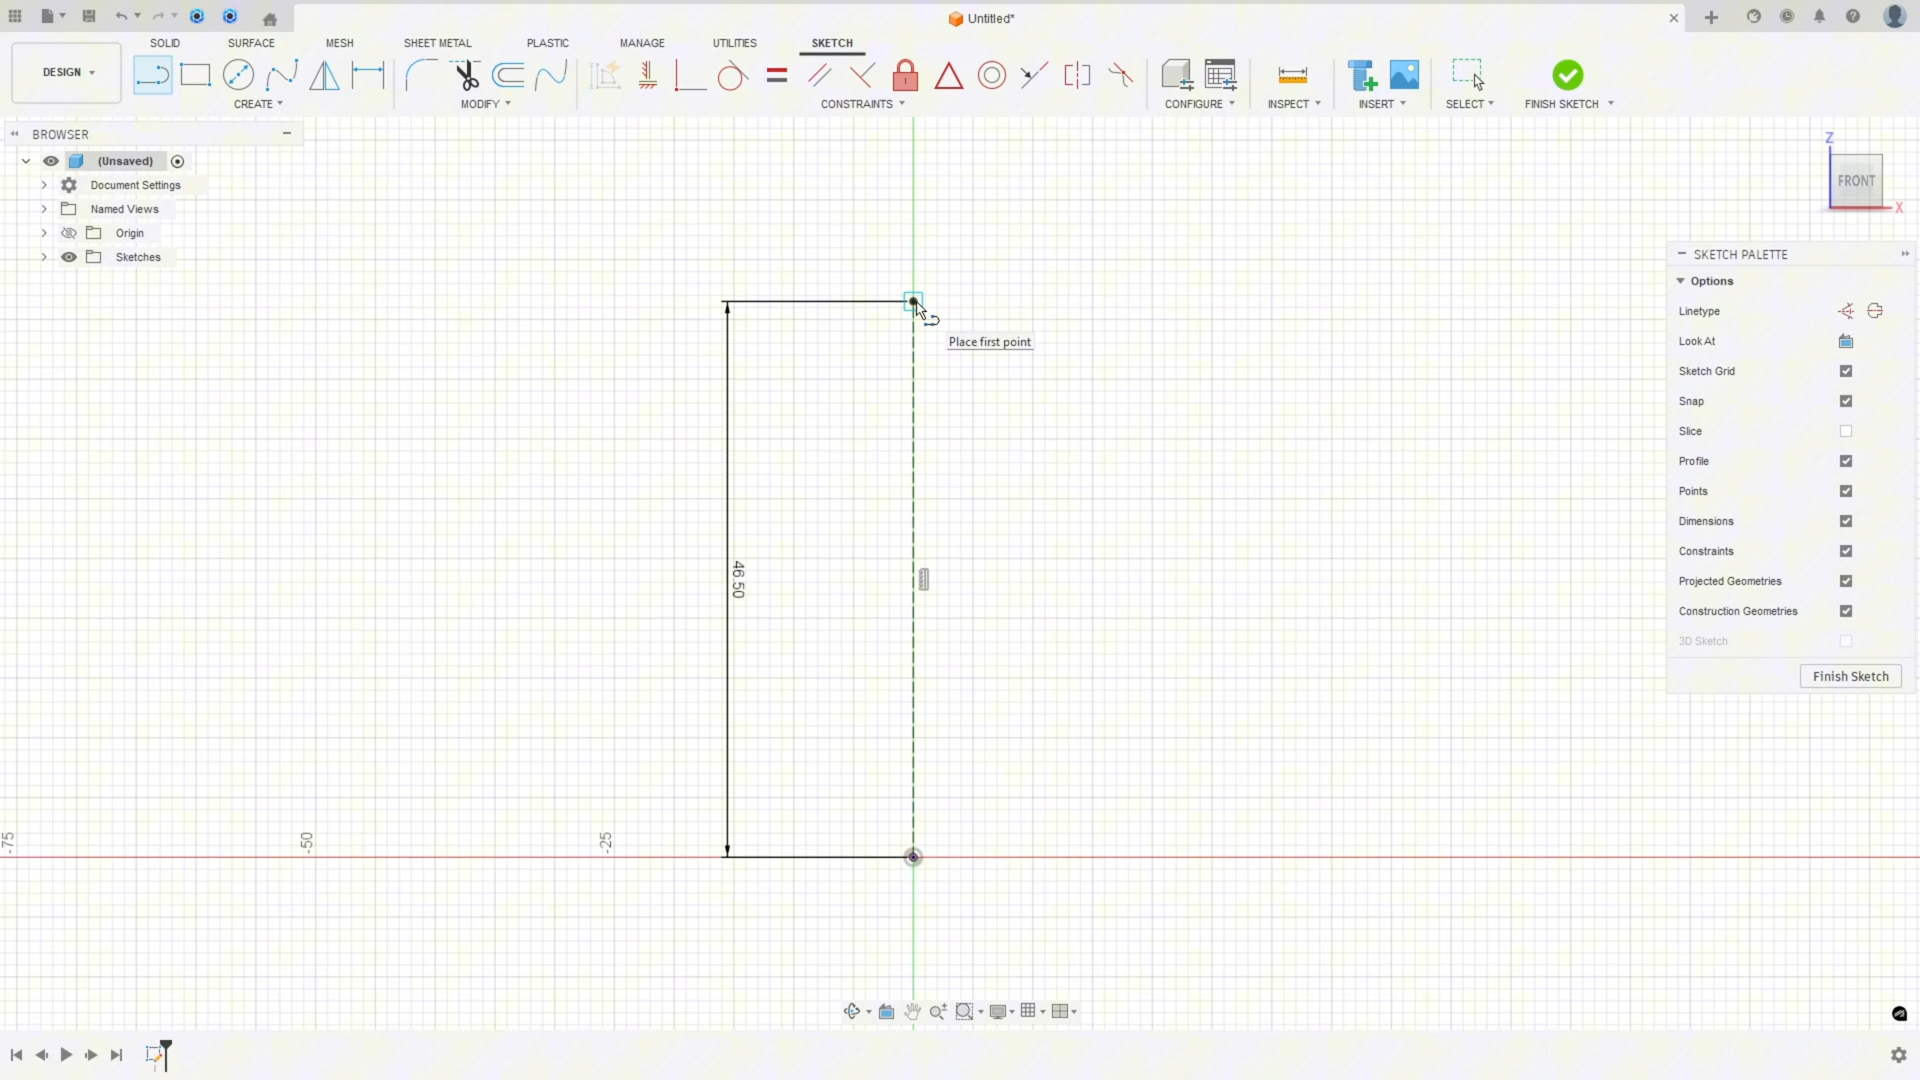 Untitled*
SOLID SURFACE MESH SHEET METAL PLASTIC MANAGE UTILITIES SKETCH
DESIGN
CREATE MODIFY CONSTRAINTS CONFIGURE INSPECT INSERT SELECT FINISH SKETCH
BROWSER
(Unsaved)
Document Settings
Named Views
Origin
Sketches
Z
FRONT
X
SKETCH PALETTE
Options
Linetype
Look At
Sketch Grid
Snap
Slice
Profile
Points
Dimensions
Constraints
Projected Geometries
Construction Geometries
3D Sketch
Finish Sketch
Place first point
46.50
-75
-50
-25